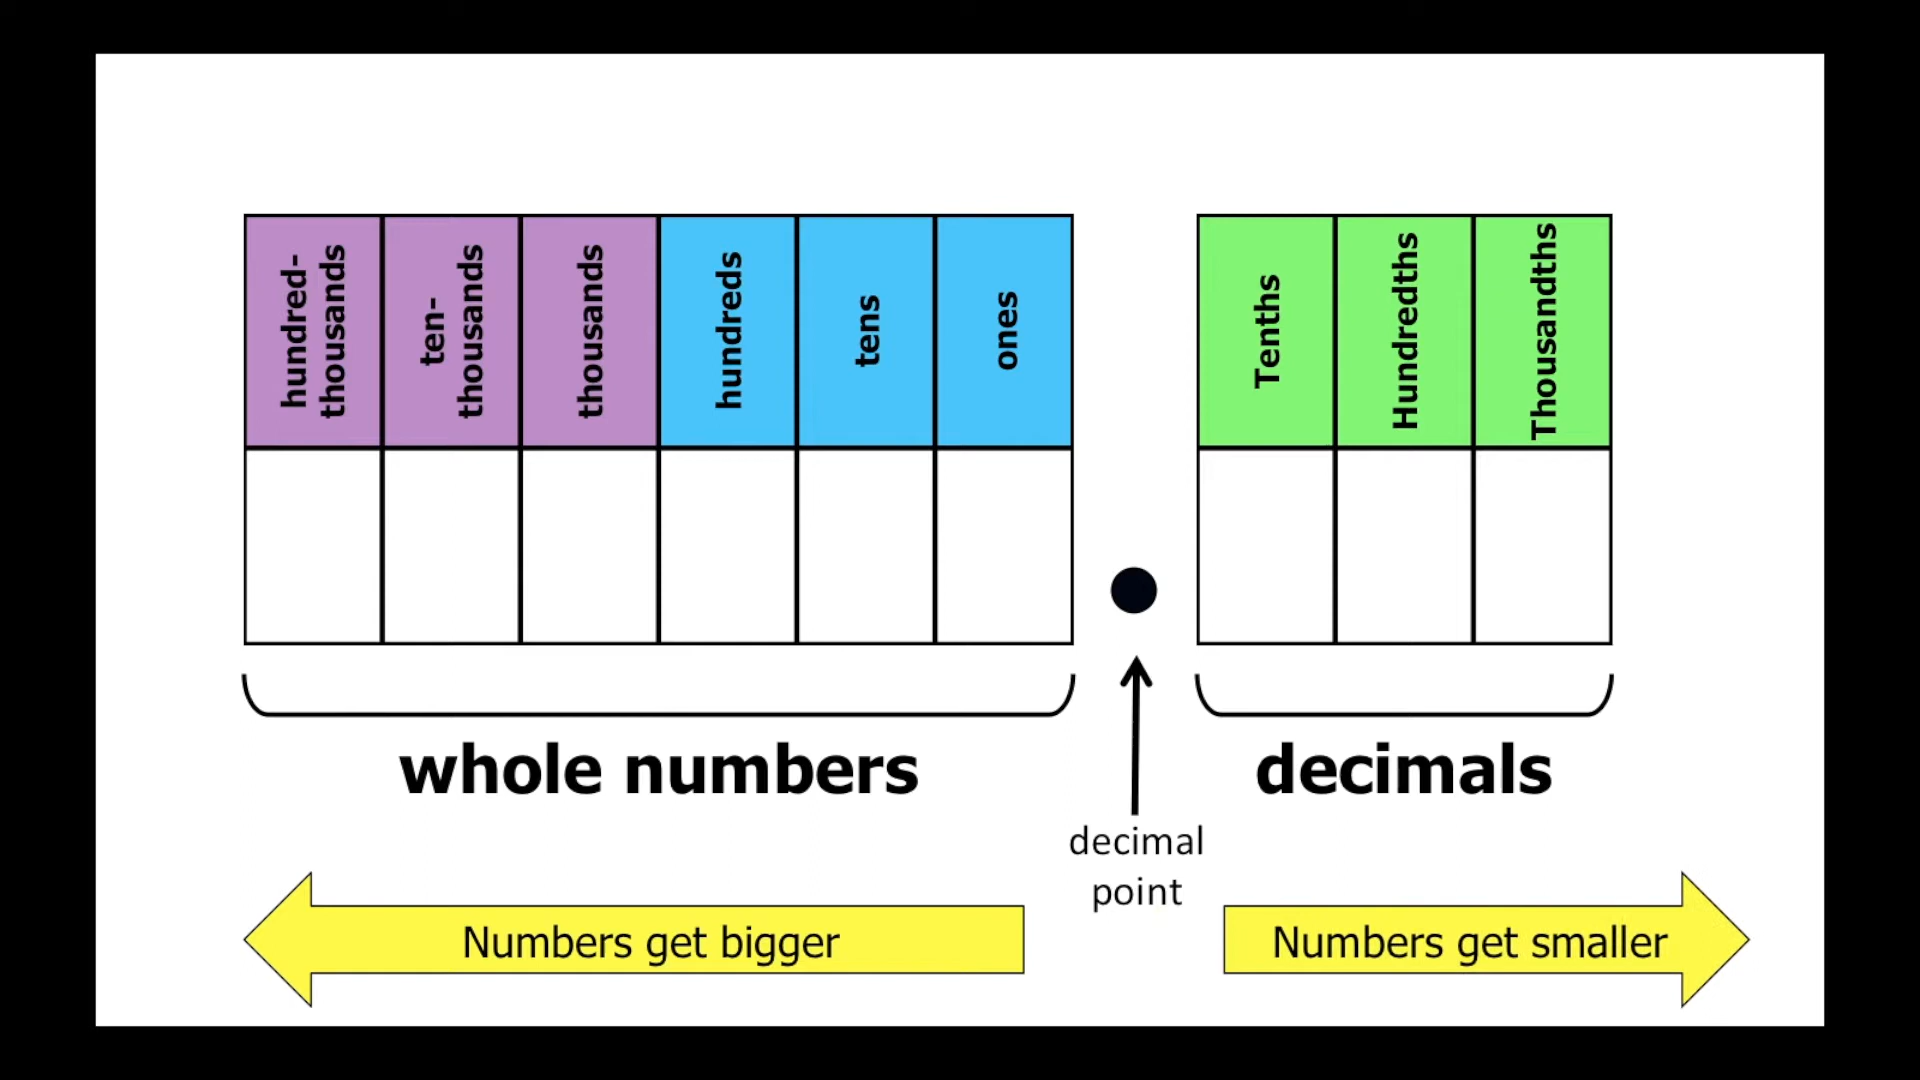 hundred-
thousands
ten-
thousands
thousands
hundreds
tens
ones
Tenths
Hundredths
Thousandths
whole numbers
decimals
decimal
point
Numbers get bigger
Numbers get smaller